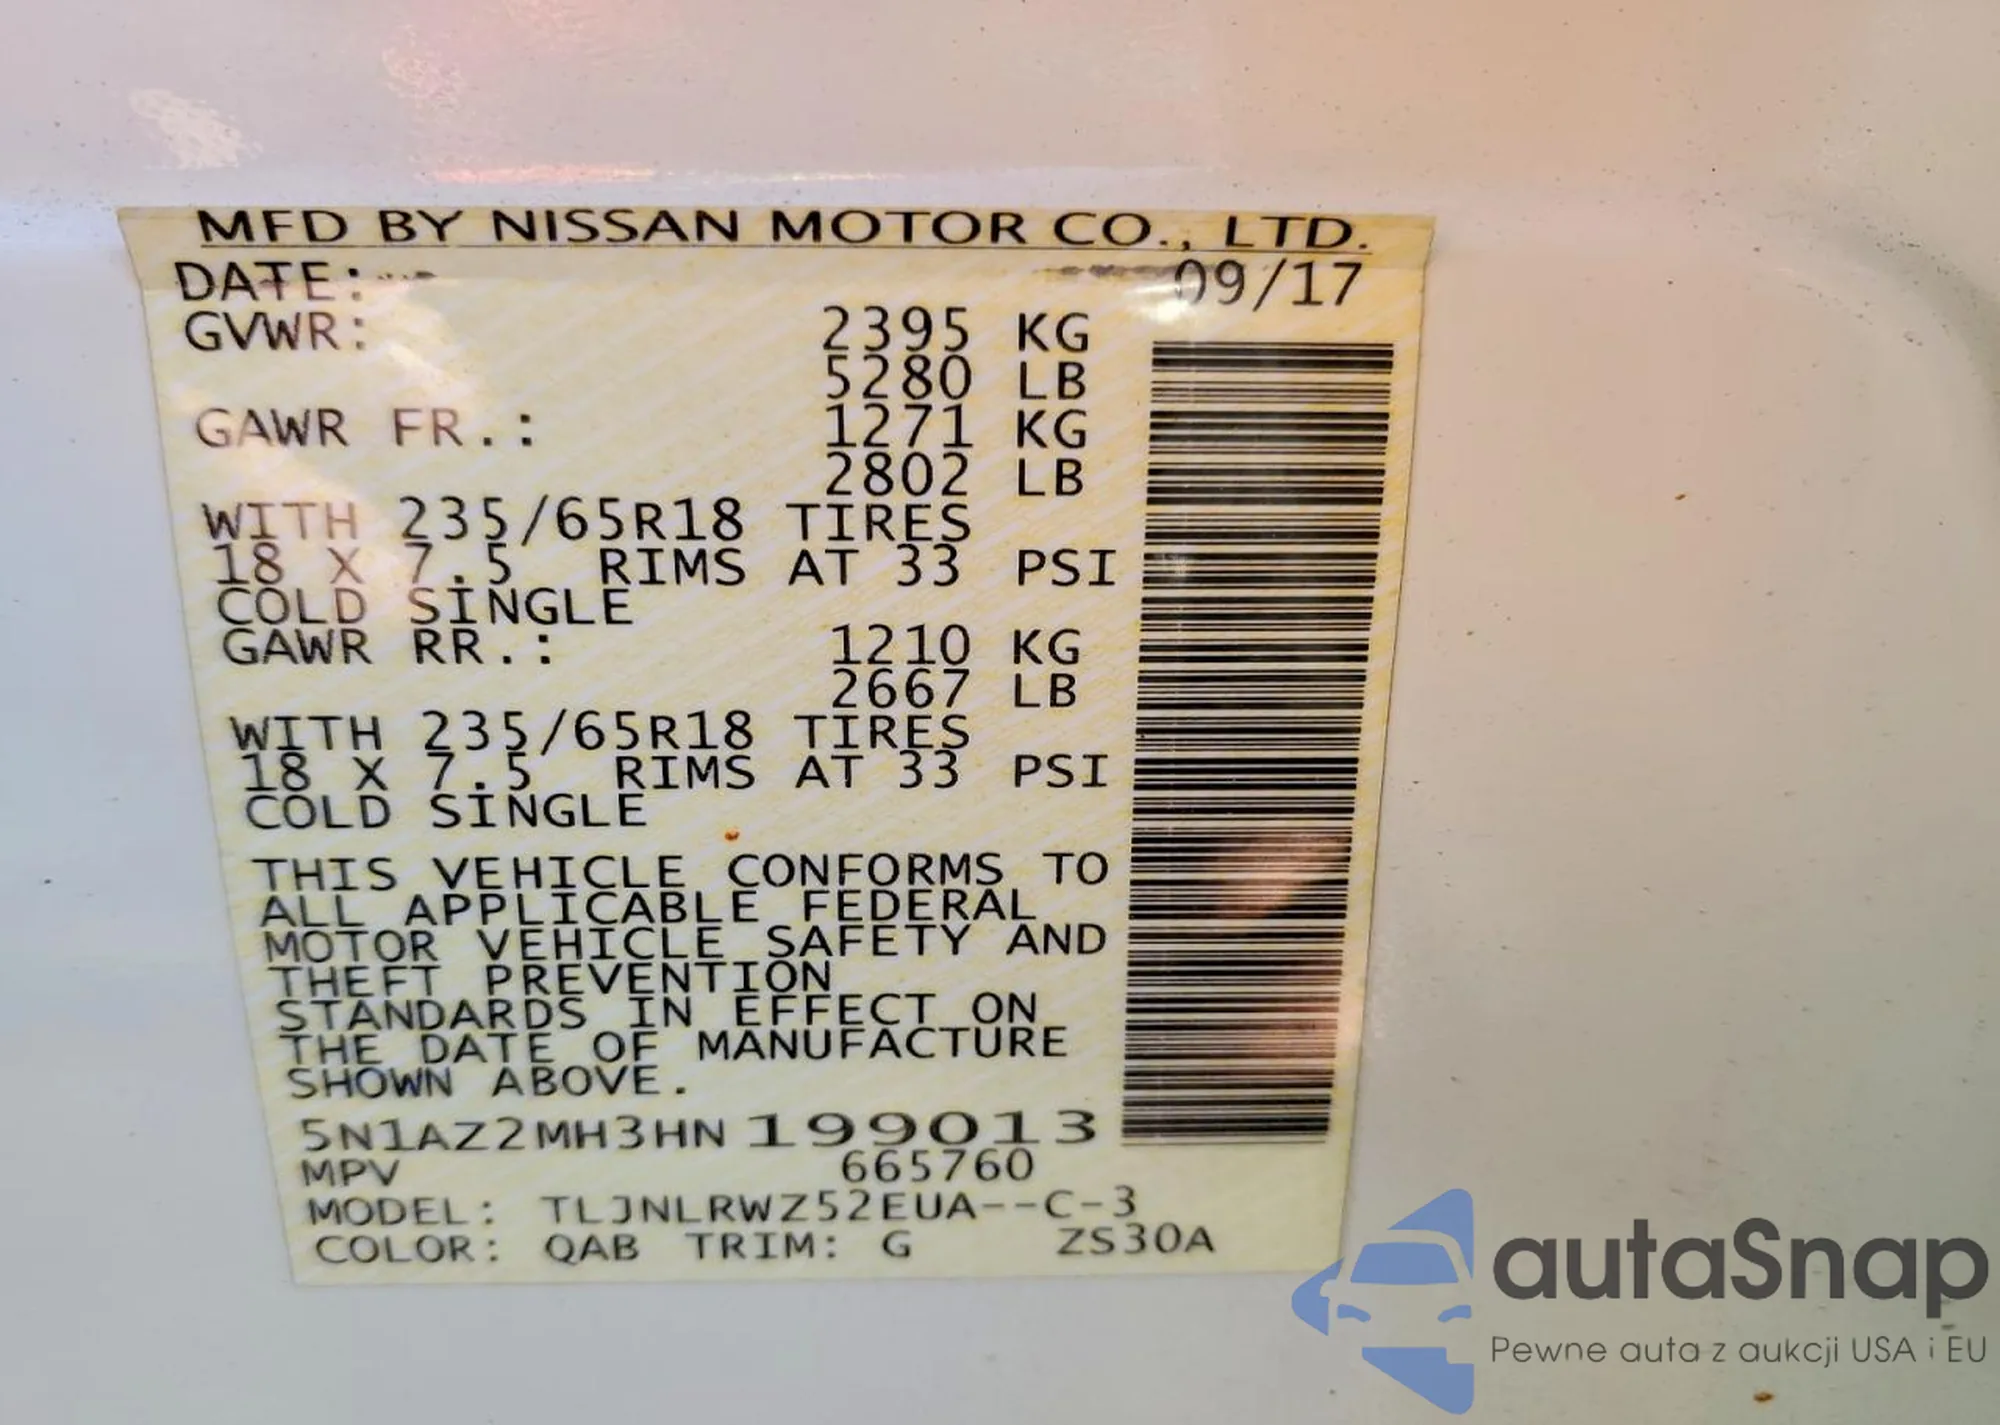 MFD BY NISSAN MOTOR CO., LTD.
DATE: 09/17
GVWR: 2395 KG
5280 LB
GAWR FR.: 1271 KG
2802 LB
WITH 235/65R18 TIRES
18 X 7.5 RIMS AT 33 PSI
COLD SINGLE
GAWR RR.: 1210 KG
2667 LB
WITH 235/65R18 TIRES
18 X 7.5 RIMS AT 33 PSI
COLD SINGLE
THIS VEHICLE CONFORMS TO
ALL APPLICABLE FEDERAL
MOTOR VEHICLE SAFETY AND
THEFT PREVENTION
STANDARDS IN EFFECT ON
THE DATE OF MANUFACTURE
SHOWN ABOVE.
5N1AZ2MH3HN199013
MPV 665760
MODEL: TLJNLRWZ52EUA--C-3
COLOR: QAB TRIM: G ZS30A
autaSnap
Pewne auta z aukcji USA i EU